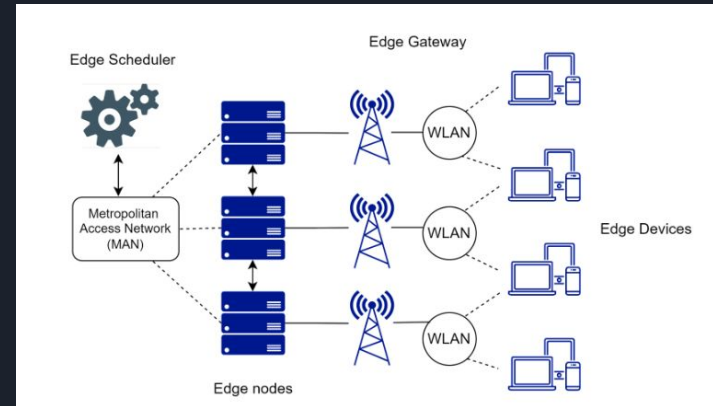 Edge Gateway
Edge Scheduler
WLAN
Metropolitan
Access Network
(MAN)
WLAN
Edge Devices
WLAN
Edge nodes